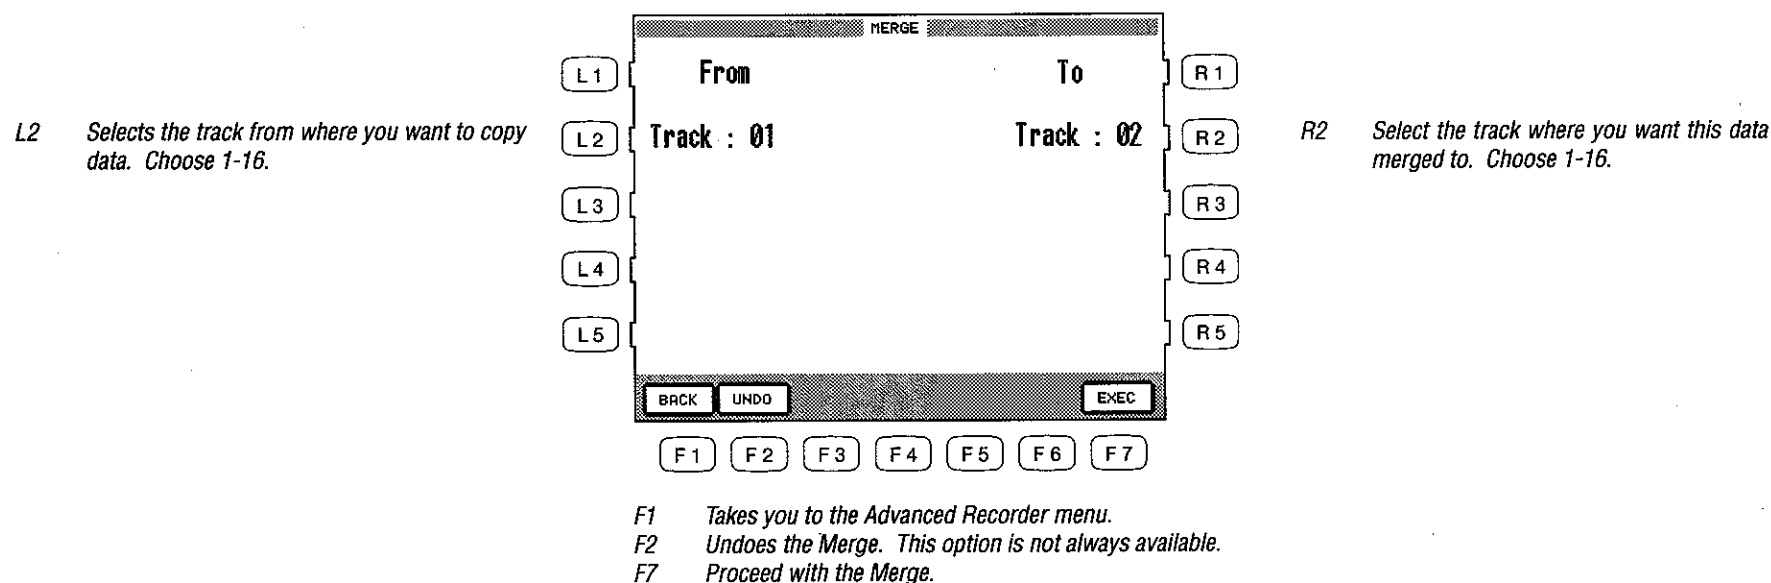 MERGE
L1 From To R1
L2 Selects the track from where you want to copy
data. Choose 1-16.
L2 Track : 01 Track : 02 R2
R2 Select the track where you want this data
merged to. Choose 1-16.
L3 R3
L4 R4
L5 R5
BACK UNDO EXEC
F1 F2 F3 F4 F5 F6 F7
F1 Takes you to the Advanced Recorder menu.
F2 Undoes the Merge. This option is not always available.
F7 Proceed with the Merge.